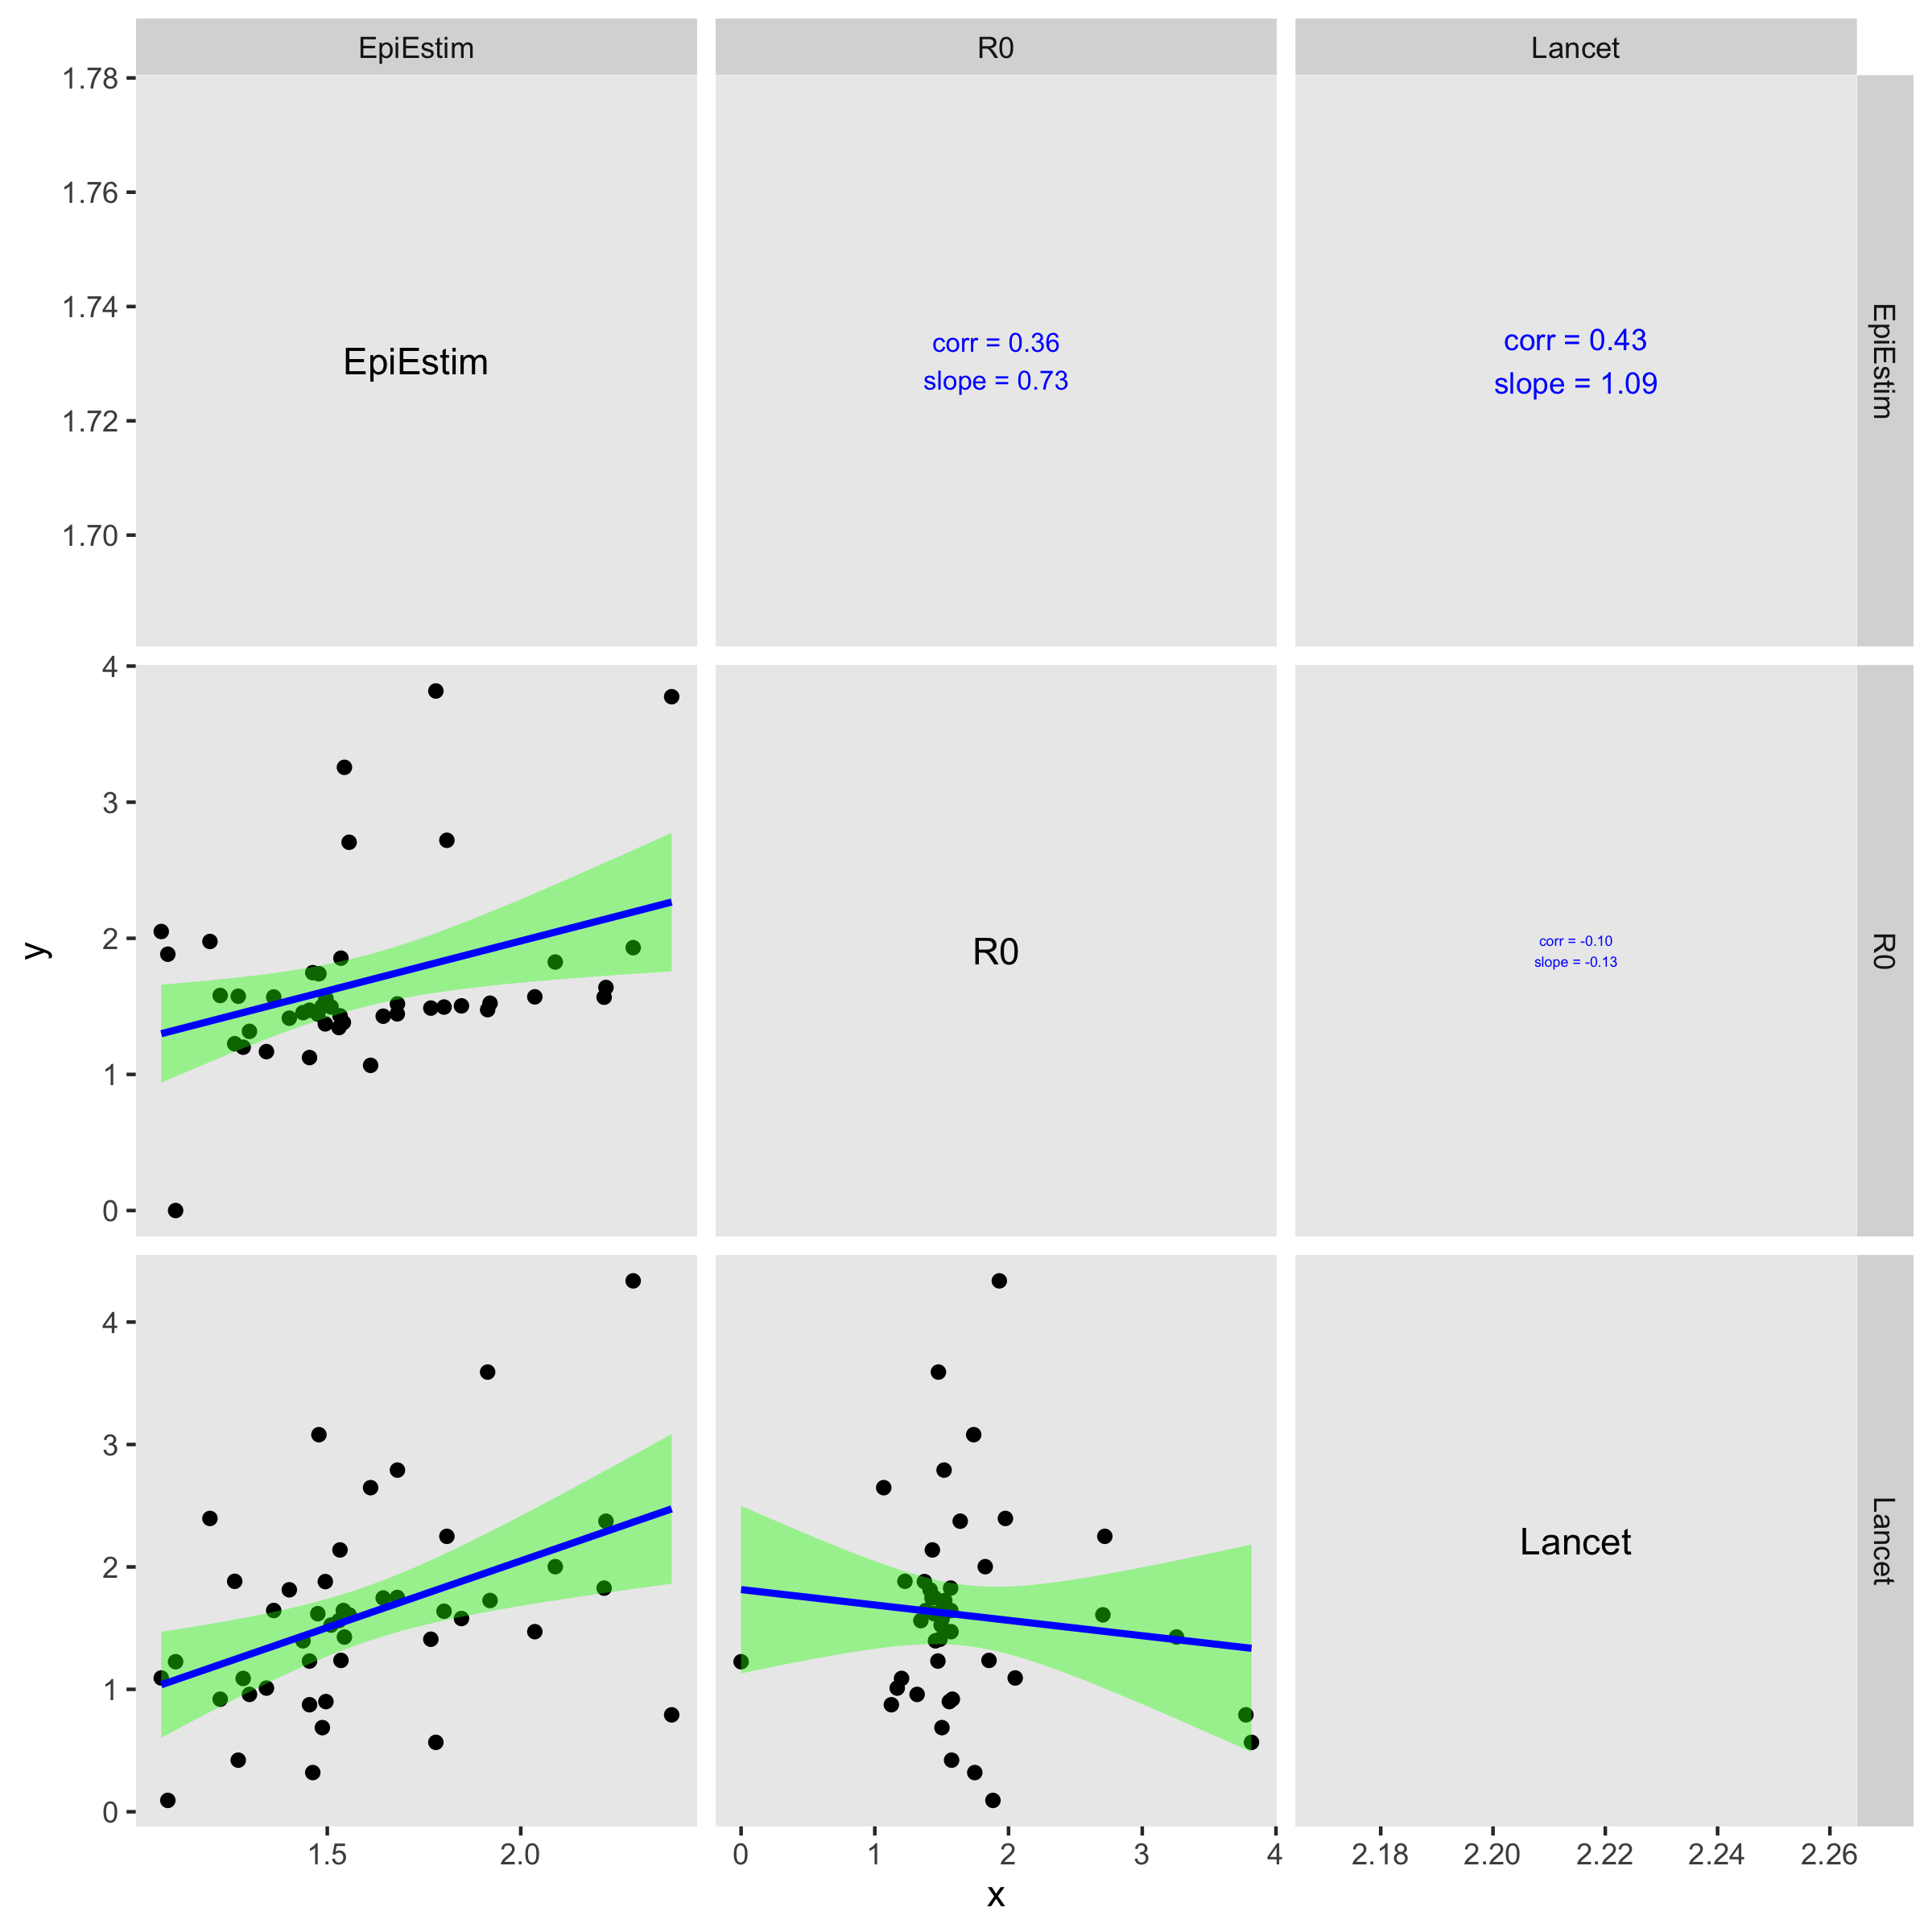 EpiEstim
R0
Lancet
1.78
1.76
1.74
1.72
1.70
EpiEstim
corr = 0.36
slope = 0.73
corr = 0.43
slope = 1.09
EpiEstim
4
3
2
1
0
R0
corr = -0.10
slope = -0.13
R0
y
4
3
2
1
0
Lancet
Lancet
1.5
2.0
0
1
2
3
4
2.18
2.20
2.22
2.24
2.26
x